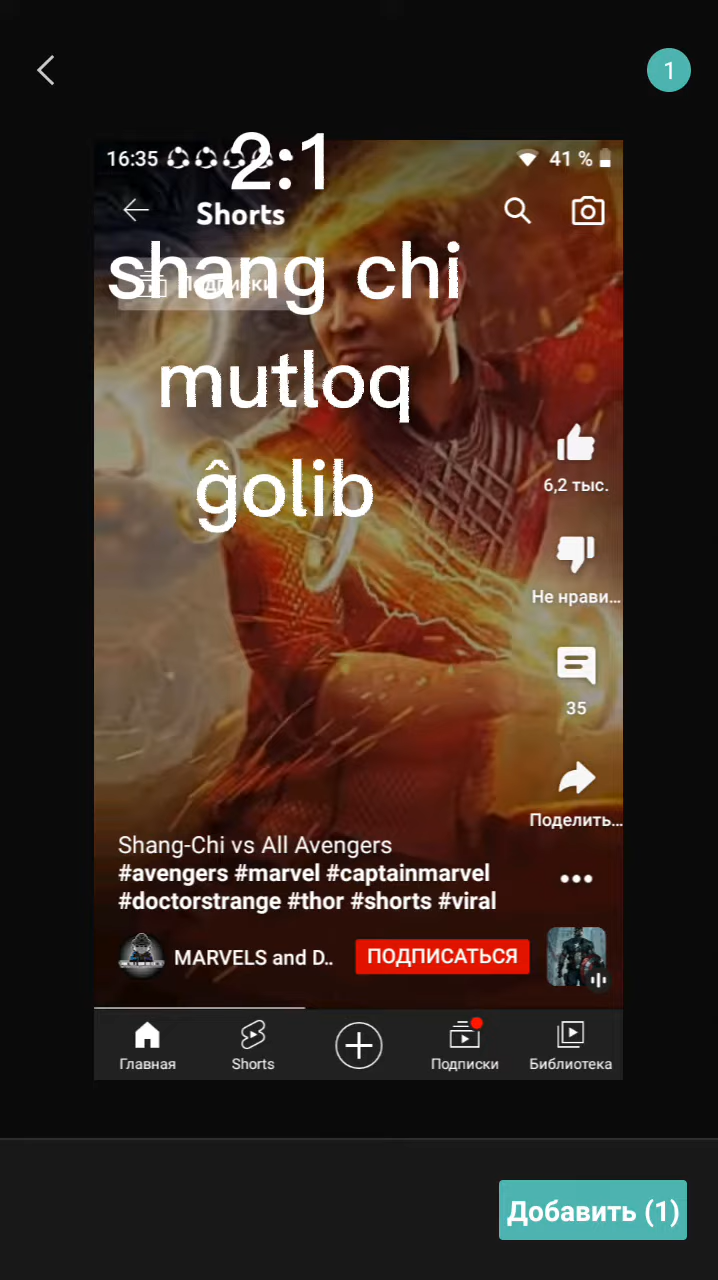 1
16:35
41 %
2:1
Shorts
shang chi
Подписки
mutloq
ĝolib
6,2 тыс.
Не нрави...
35
Поделить...
Shang-Chi vs All Avengers
#avengers #marvel #captainmarvel
#doctorstrange #thor #shorts #viral
MARVELS and D..
ПОДПИСАТЬСЯ
Главная
Shorts
Подписки
Библиотека
Добавить (1)